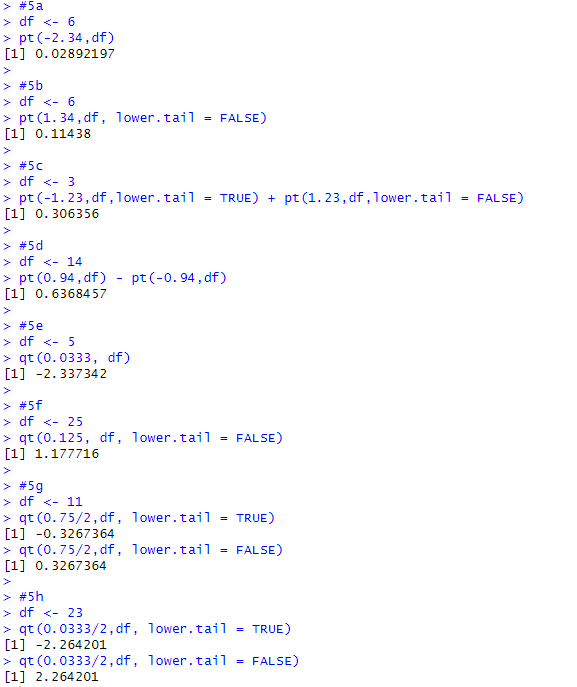 > #5a
> df <- 6
> pt(-2.34,df)
[1] 0.02892197
>
> #5b
> df <- 6
> pt(1.34,df, lower.tail = FALSE)
[1] 0.11438
>
> #5c
> df <- 3
> pt(-1.23,df,lower.tail = TRUE) + pt(1.23,df,lower.tail = FALSE)
[1] 0.306356
>
> #5d
> df <- 14
> pt(0.94,df) - pt(-0.94,df)
[1] 0.6368457
>
> #5e
> df <- 5
> qt(0.0333, df)
[1] -2.337342
>
> #5f
> df <- 25
> qt(0.125, df, lower.tail = FALSE)
[1] 1.177716
>
> #5g
> df <- 11
> qt(0.75/2,df, lower.tail = TRUE)
[1] -0.3267364
> qt(0.75/2,df, lower.tail = FALSE)
[1] 0.3267364
>
> #5h
> df <- 23
> qt(0.0333/2,df, lower.tail = TRUE)
[1] -2.264201
> qt(0.0333/2,df, lower.tail = FALSE)
[1] 2.264201